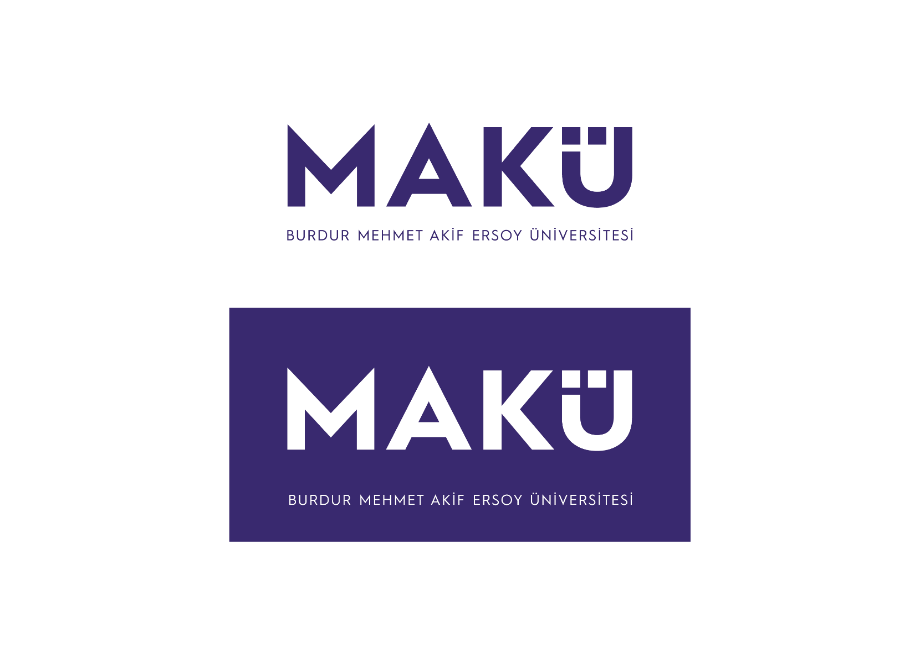 MAKÜ
BURDUR MEHMET AKİF ERSOY ÜNİVERSİTESİ
MAKÜ
BURDUR MEHMET AKİF ERSOY ÜNİVERSİTESİ